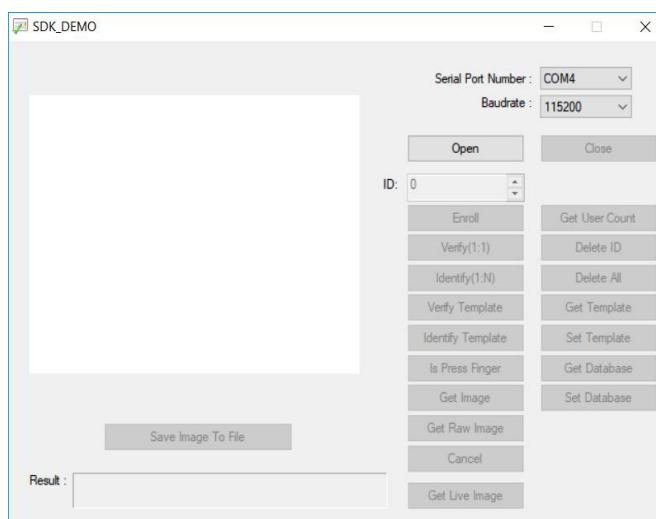 SDK_DEMO
Serial Port Number : COM4
Baudrate : 115200
Open Close
ID: 0
Enroll Get User Count
Verify(1:1) Delete ID
Identify(1:N) Delete All
Verify Template Get Template
Identify Template Set Template
Is Press Finger Get Database
Get Image Set Database
Get Raw Image
Save Image To File
Cancel
Result :
Get Live Image